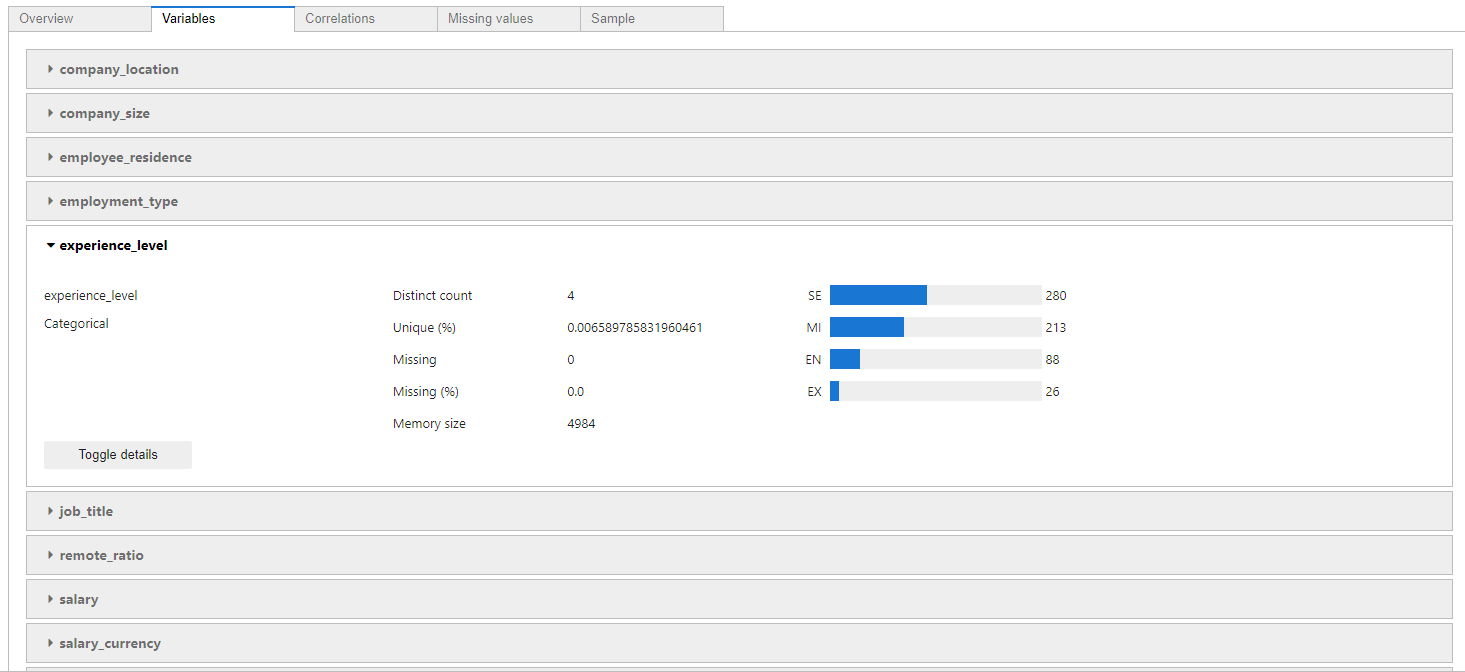 Overview Variables Correlations Missing values Sample
company_location
company_size
employee_residence
employment_type
experience_level
experience_level Distinct count 4 SE 280
Categorical Unique (%) 0.006589785831960461 MI 213
Missing 0 EN 88
Missing (%) 0.0 EX 26
Memory size 4984
Toggle details
job_title
remote_ratio
salary
salary_currency